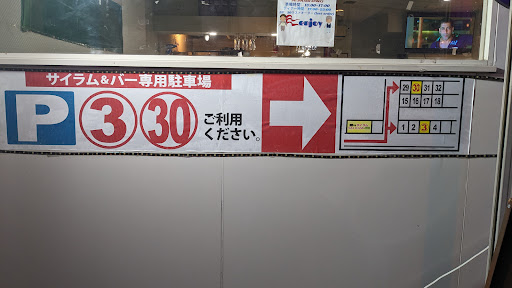 enjoy
サイラム&バー専用駐車場
P 3 30 ご利用
ください。
29 30 31 32
15 16 17 18
1 2 3 4